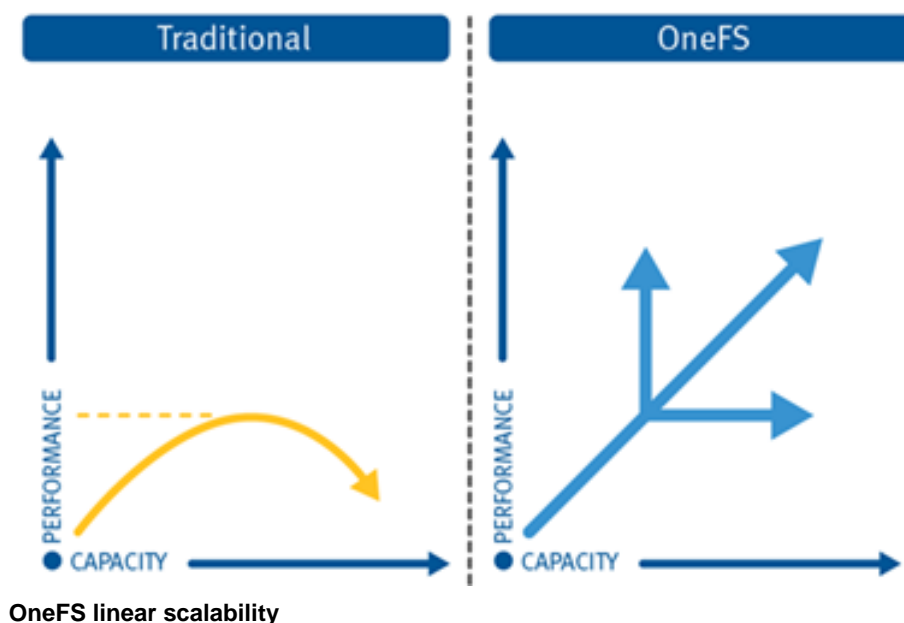 Traditional
OneFS
PERFORMANCE
CAPACITY
PERFORMANCE
CAPACITY
OneFS linear scalability